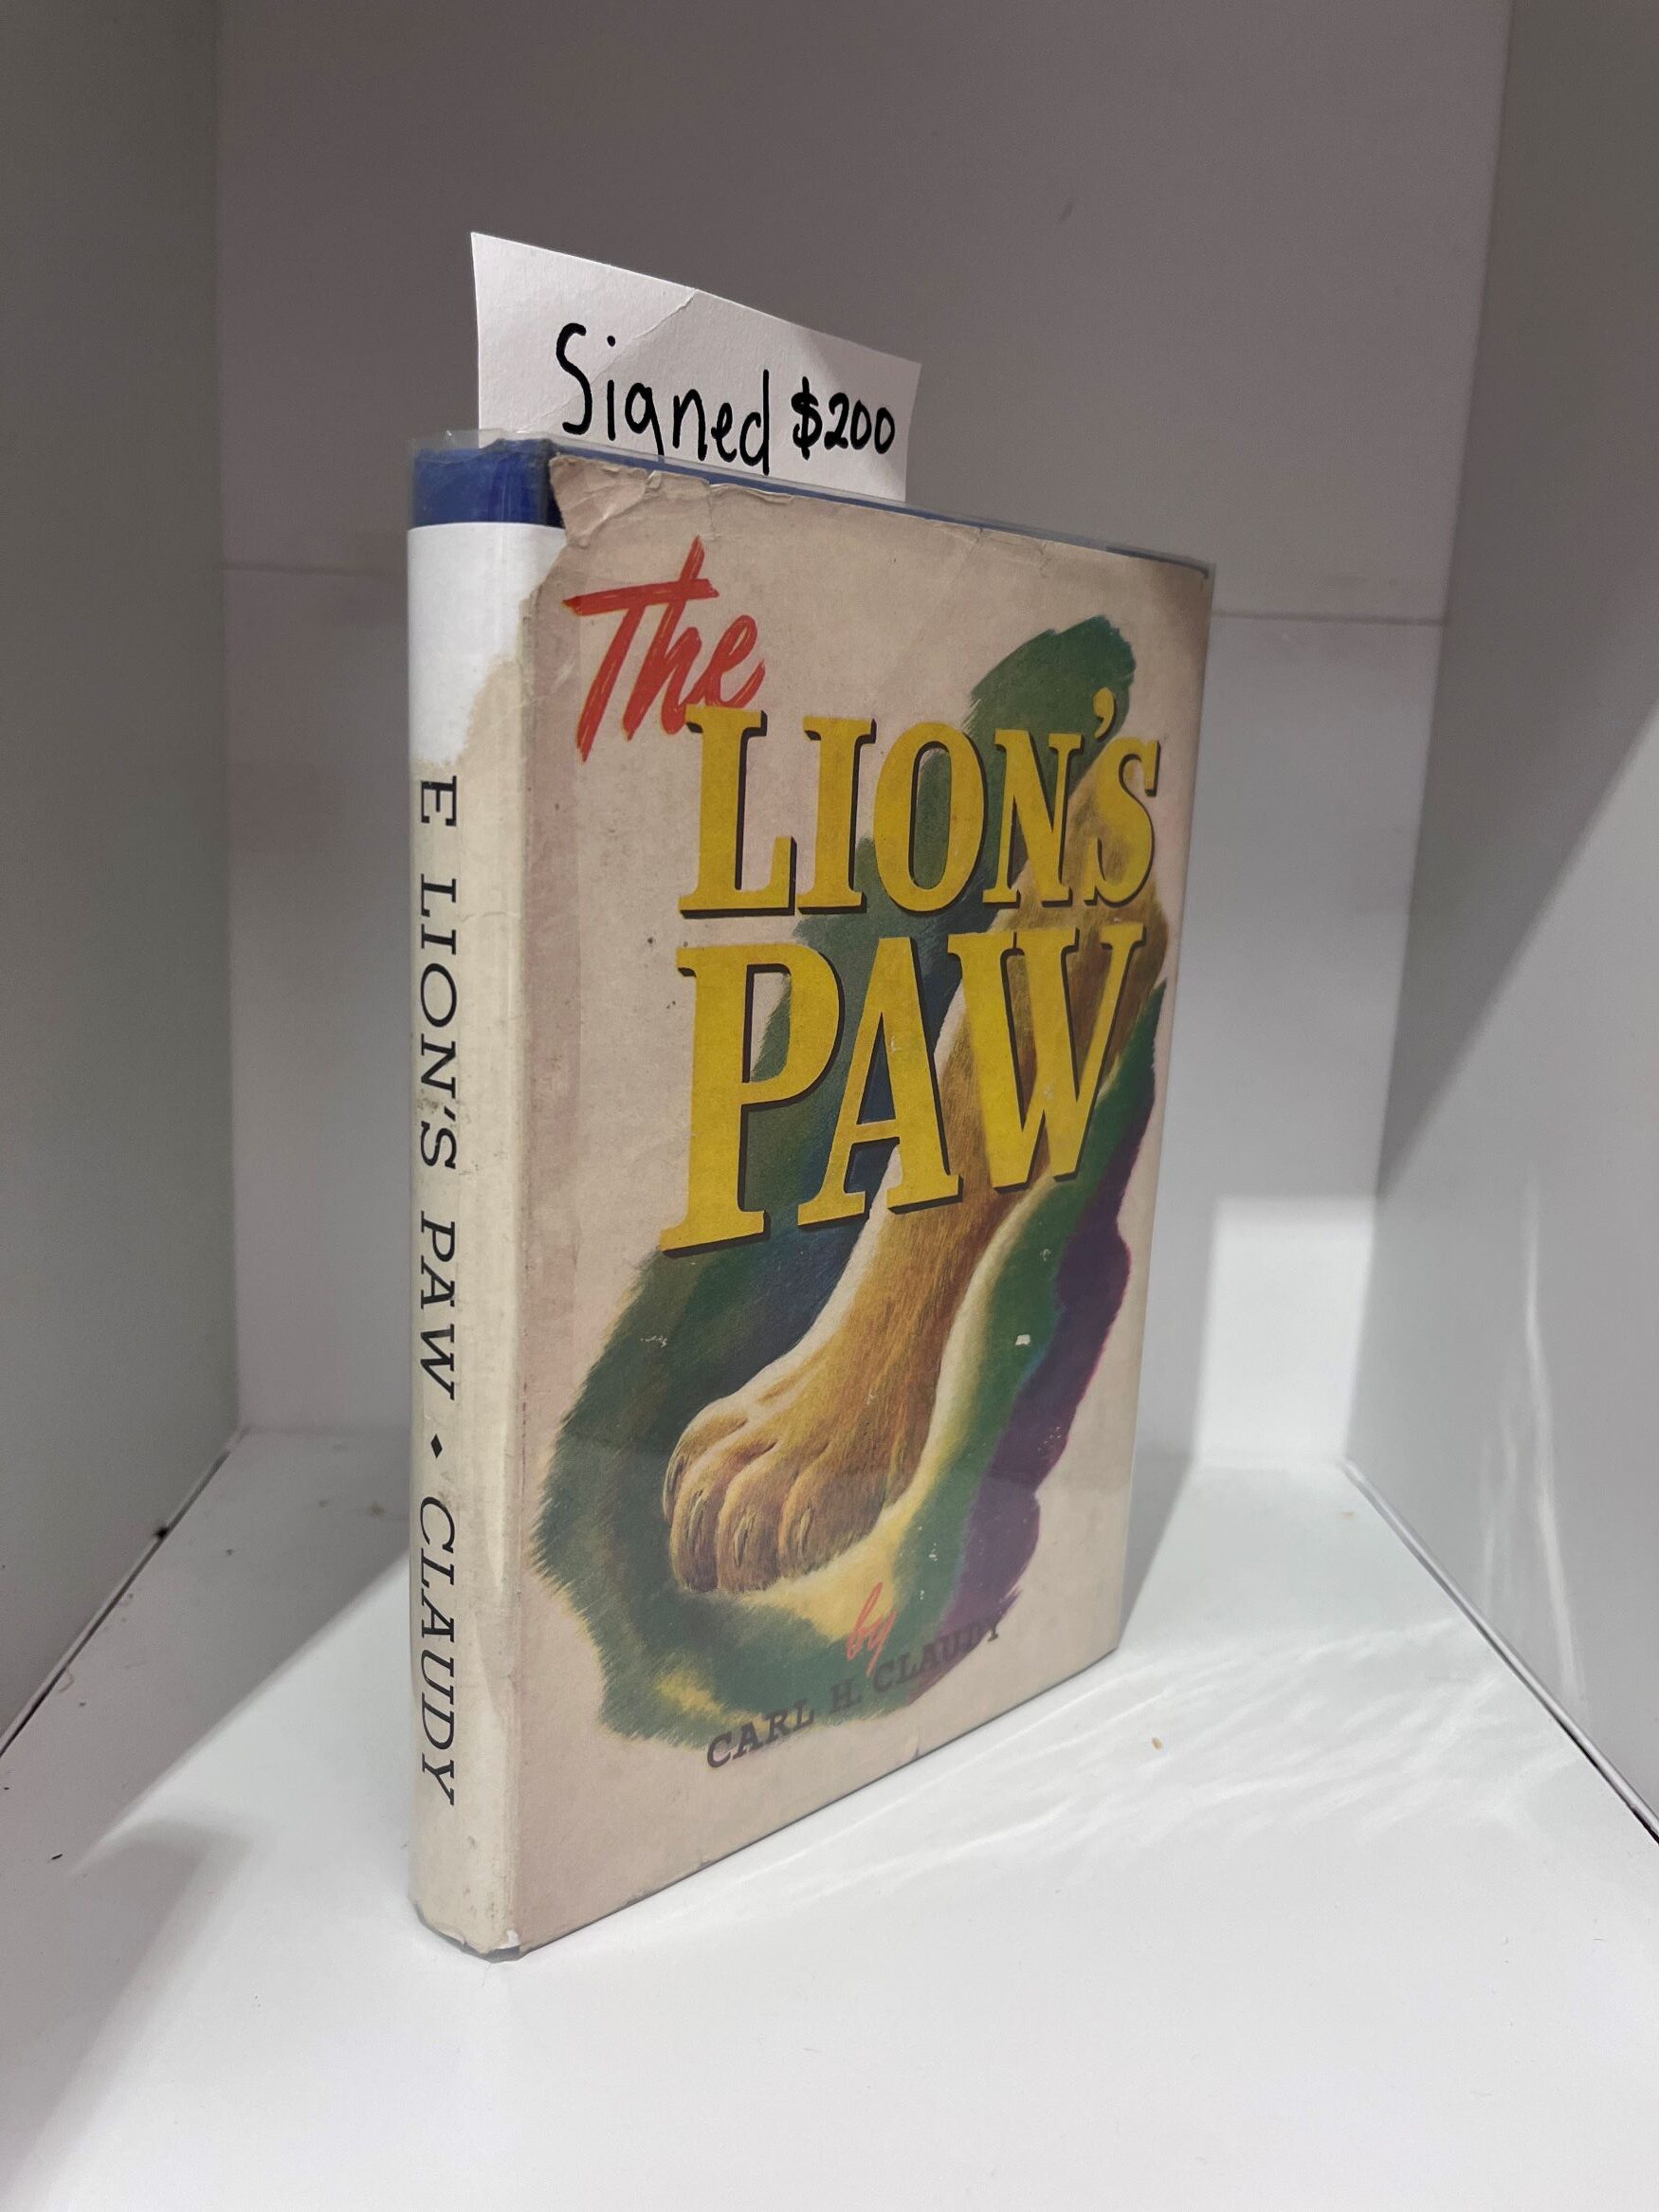 Signed $200
The
LION'S
PAW
by
CARL H. CLAUDY
E LION'S PAW ◆ CLAUDY